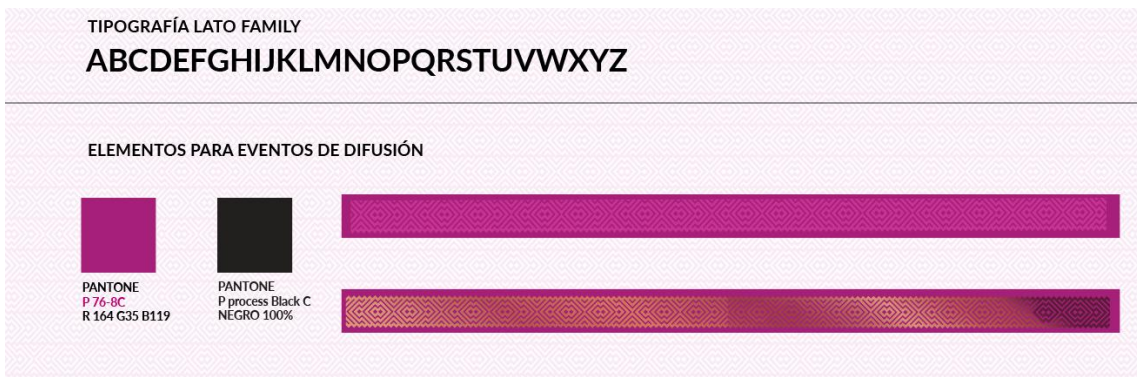 TIPOGRAFÍA LATO FAMILY
ABCDEFGHIJKLMNOPQRSTUVWXYZ
ELEMENTOS PARA EVENTOS DE DIFUSIÓN
PANTONE
P 76-8C
R 164 G35 B119
PANTONE
P process Black C
NEGRO 100%